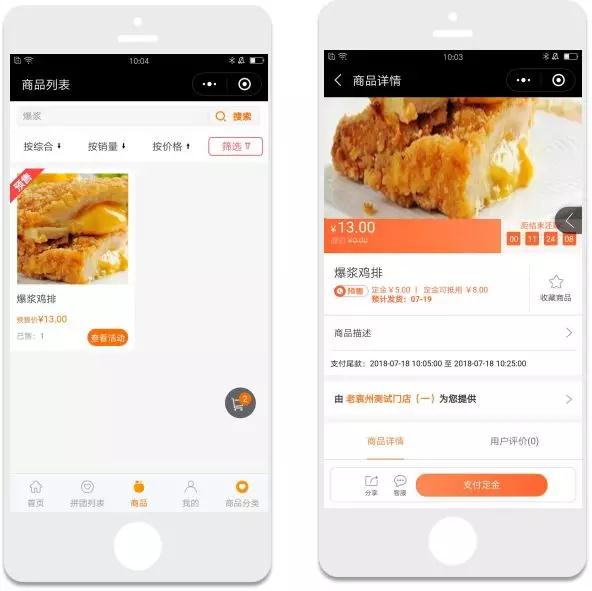 10:04
商品列表
爆浆
搜索
按综合
按销量
按价格
筛选
预售
爆浆鸡排
预售价¥13.00
已售：1
查看活动
2
首页
拼团列表
商品
我的
商品分类
10:03
商品详情
¥13.00
¥0.00
距结束还剩
00 11 24 08
爆浆鸡排
预售
定金￥5.00 | 定金可抵用 ￥8.00
预计发货：07-19
收藏商品
商品描述
支付尾款：2018-07-18 10:05:00 至 2018-07-18 10:25:00
由 老袁州测试门店（一）为您提供
商品详情
用户评价(0)
分享
客服
支付定金